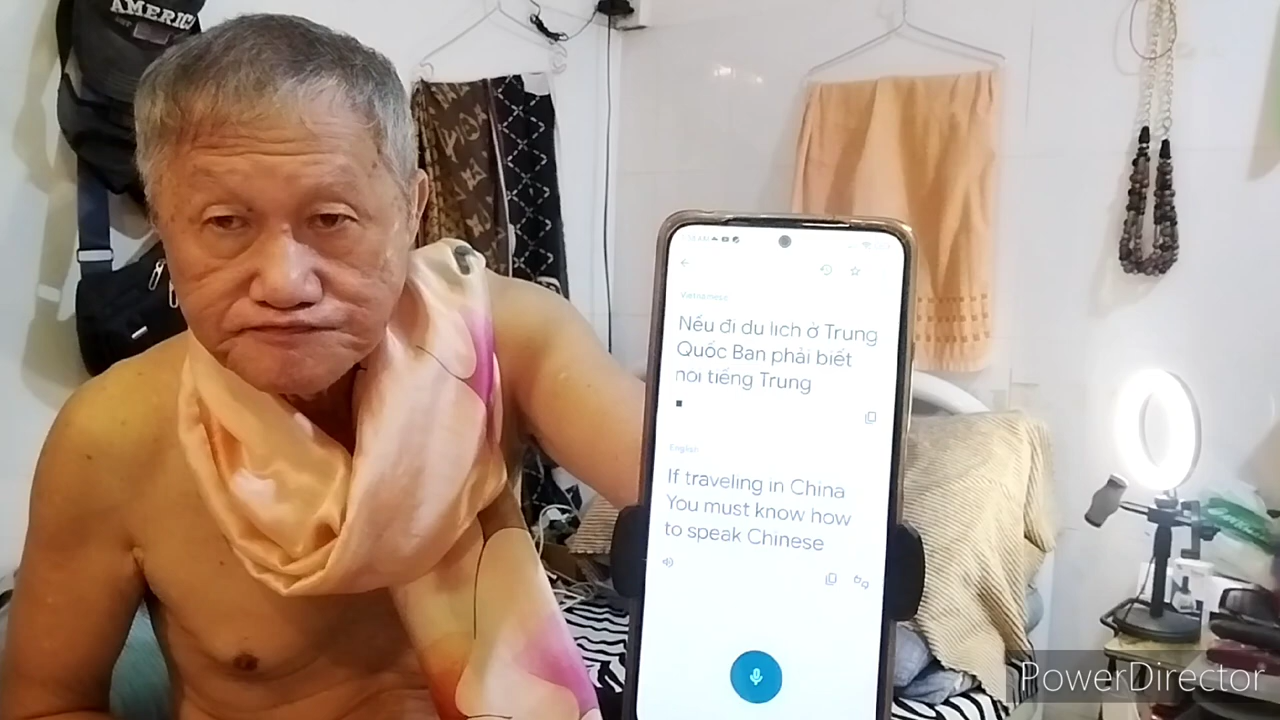 AMERIC
Vietnamese
Nếu đi du lịch ở Trung
Quốc Bạn phải biết
nói tiếng Trung
English
If traveling in China
You must know how
to speak Chinese
PowerDirector